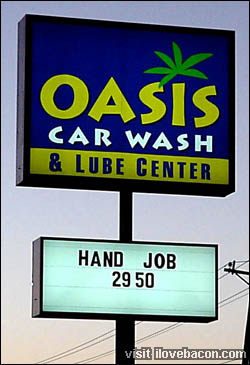 OASIS
CAR WASH
& LUBE CENTER
HAND JOB
29 50
visit ilovebacon.com